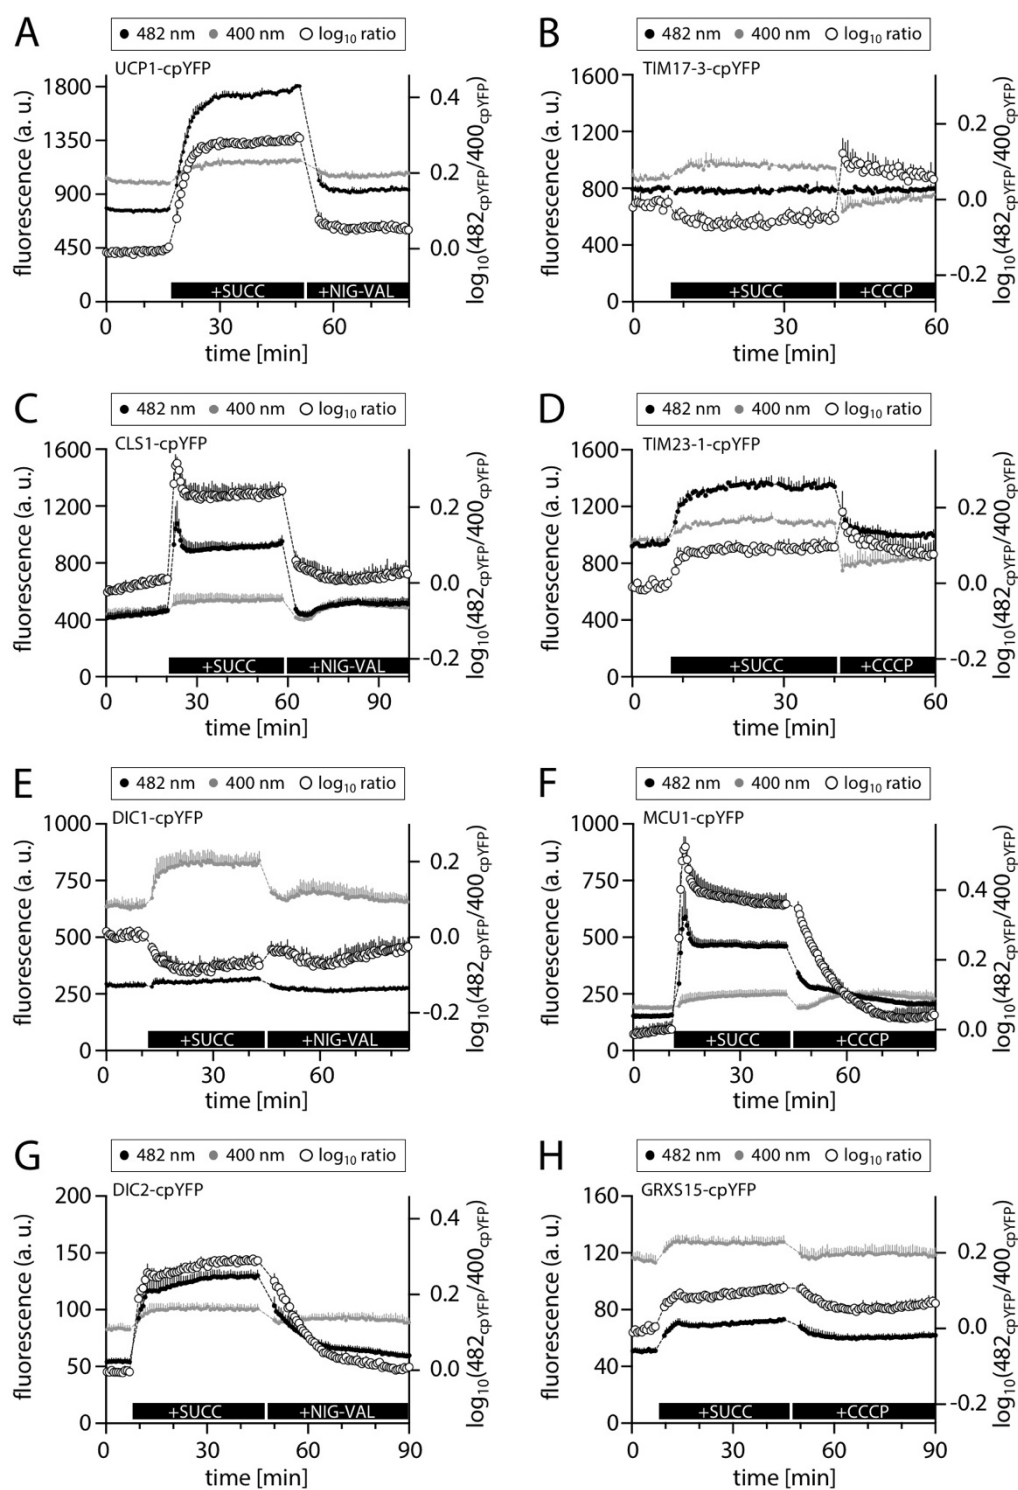 A
482 nm 400 nm log10 ratio
UCP1-cpYFP
fluorescence (a. u.)
1800
1350
900
450
0
0.4
0.2
0.0
log10(482cpYFP/400cpYFP)
+SUCC +NIG-VAL
0 60
time [min]
B
482 nm 400 nm log10 ratio
TIM17-3-cpYFP
fluorescence (a. u.)
1600
1200
800
400
0
0.2
0.0
-0.2
log10(482cpYFP/400cpYFP)
+SUCC +CCCP
0 30 60
time [min]
C
482 nm 400 nm log10 ratio
CLS1-cpYFP
fluorescence (a. u.)
1600
1200
800
400
0
0.2
0.0
-0.2
log10(482cpYFP/400cpYFP)
+SUCC +NIG-VAL
0 30 60 90
time [min]
D
482 nm 400 nm log10 ratio
TIM23-1-cpYFP
fluorescence (a. u.)
1600
1200
800
400
0
0.2
0.0
-0.2
log10(482cpYFP/400cpYFP)
+SUCC +CCCP
0 30 60
time [min]
E
482 nm 400 nm log10 ratio
DIC1-cpYFP
fluorescence (a. u.)
1000
750
500
250
0
0.2
0.0
-0.2
log10(482cpYFP/400cpYFP)
+SUCC +NIG-VAL
0 30 60
time [min]
F
482 nm 400 nm log10 ratio
MCU1-cpYFP
fluorescence (a. u.)
1000
750
500
250
0
0.4
0.2
0.0
log10(482cpYFP/400cpYFP)
+SUCC +CCCP
0 30 60
time [min]
G
482 nm 400 nm log10 ratio
DIC2-cpYFP
fluorescence (a. u.)
200
150
100
50
0
0.4
0.2
0.0
log10(482cpYFP/400cpYFP)
+SUCC +NIG-VAL
0 30 60 90
time [min]
H
482 nm 400 nm log10 ratio
GRXS15-cpYFP
fluorescence (a. u.)
160
120
80
40
0
0.2
0.0
-0.2
log10(482cpYFP/400cpYFP)
+SUCC +CCCP
0 30 60 90
time [min]